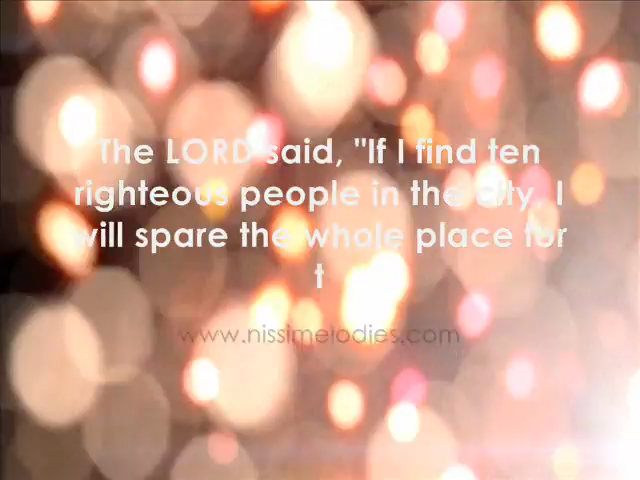 The LORD said, "If I find ten
righteous people in the city, I
will spare the whole place for
t
www.nissimelodies.com